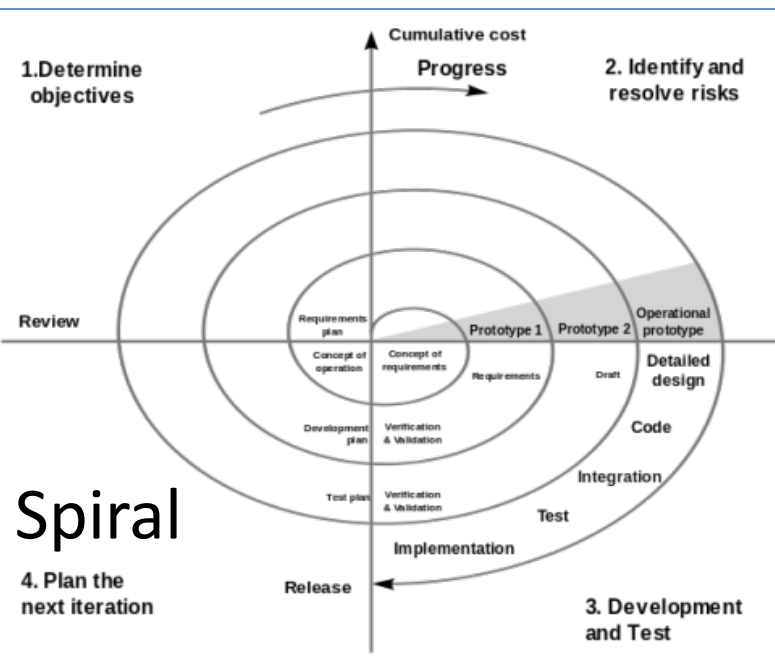 Cumulative cost
1.Determine
objectives
Progress
2. Identify and
resolve risks
Review
Requirements
plan
Prototype 1
Prototype 2
Operational
prototype
Concept of
operation
Concept of
requirements
Requirements
Draft
Detailed
design
Development
plan
Verification
& Validation
Code
Integration
Test plan
Verification
& Validation
Test
Implementation
Spiral
4. Plan the
next iteration
Release
3. Development
and Test